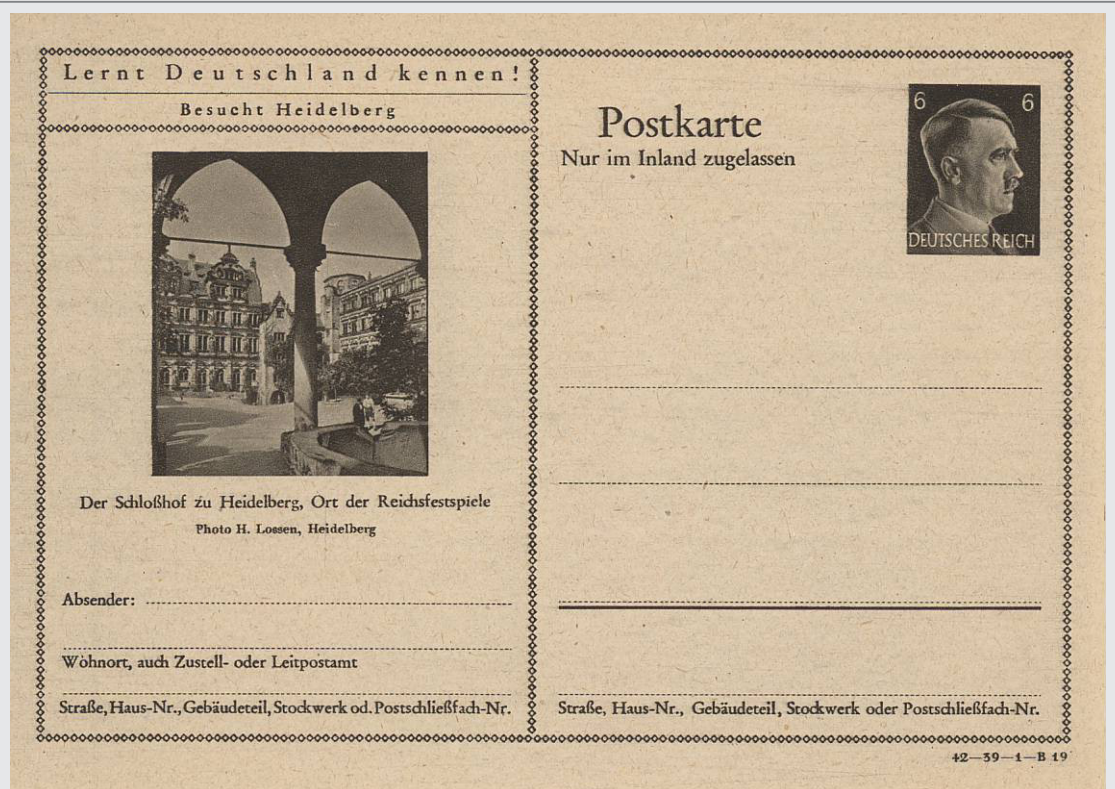 Lernt Deutschland kennen!
Besucht Heidelberg
Der Schloßhof zu Heidelberg, Ort der Reichsfestspiele
Photo H. Lossen, Heidelberg
Absender:
Wohnort, auch Zustell- oder Leitpostamt
Straße, Haus-Nr., Gebäudeteil, Stockwerk od. Postschließfach-Nr.
Postkarte
Nur im Inland zugelassen
6 6
DEUTSCHES REICH
Straße, Haus-Nr., Gebäudeteil, Stockwerk oder Postschließfach-Nr.
42—39—1—B 19